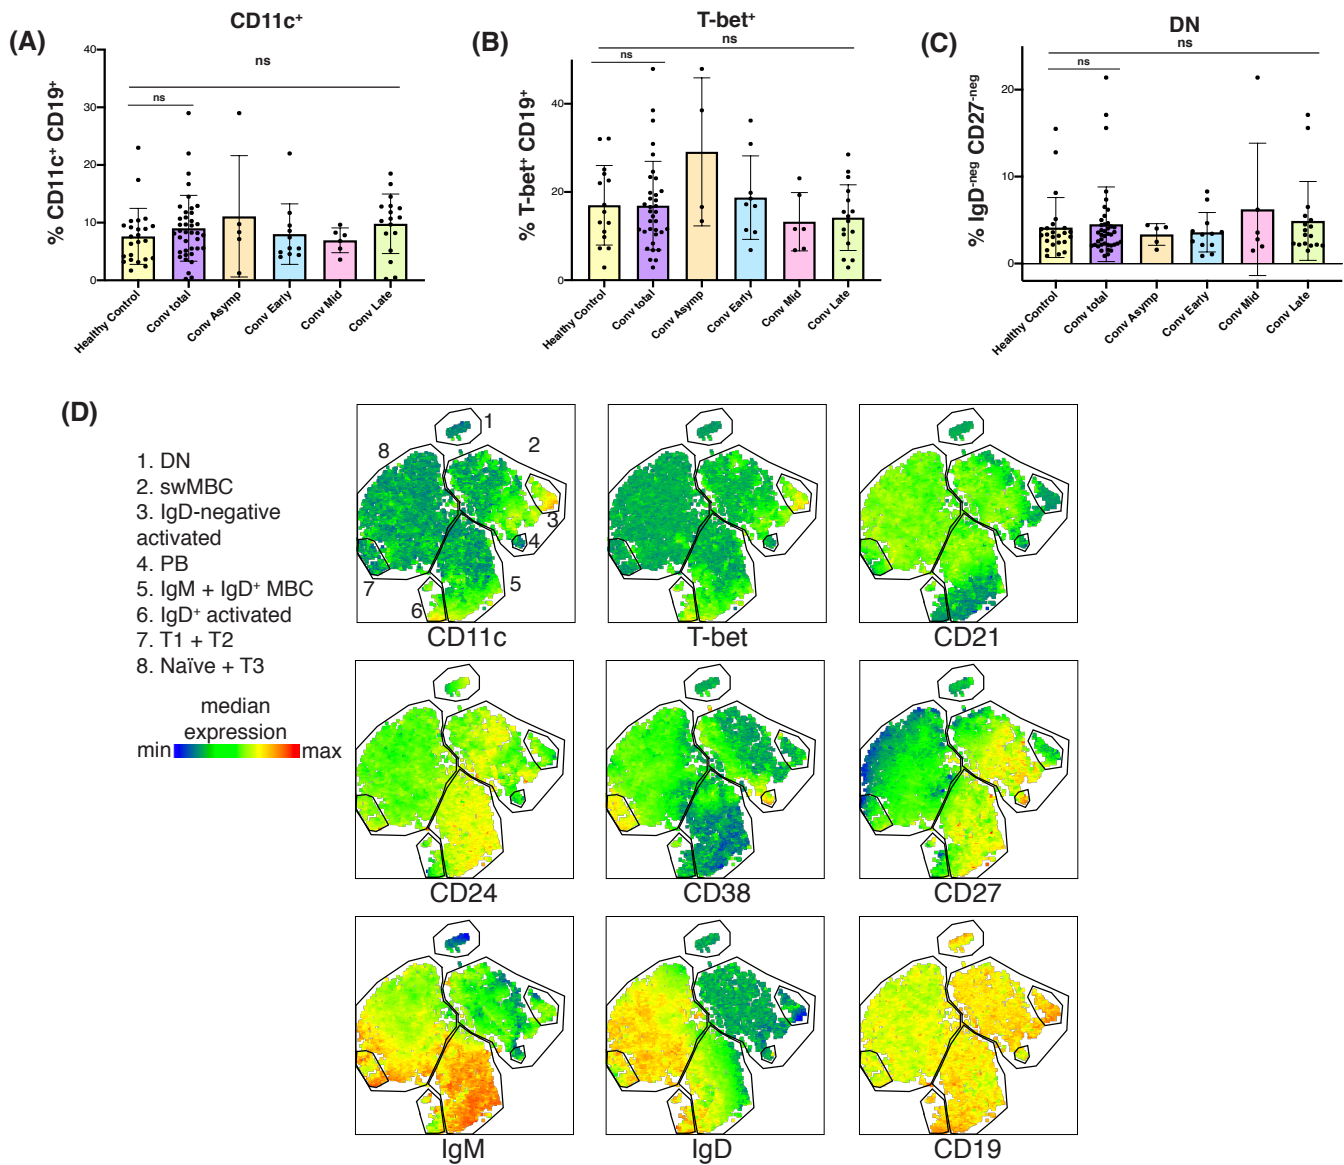 (A)
CD11c⁺
% CD11c⁺ CD19⁺
40
30
20
10
0
ns
ns
Healthy Control
Conv total
Conv Asymp
Conv Early
Conv Mid
Conv Late
(B)
T-bet⁺
% T-bet⁺ CD19⁺
40
20
0
ns
ns
Healthy Control
Conv total
Conv Asymp
Conv Early
Conv Mid
Conv Late
(C)
DN
% IgD⁻ⁿᵉᵍ CD27⁻ⁿᵉᵍ
20
10
0
ns
ns
Healthy Control
Conv total
Conv Asymp
Conv Early
Conv Mid
Conv Late
(D)
1. DN
2. swMBC
3. IgD-negative
activated
4. PB
5. IgM + IgD⁺ MBC
6. IgD⁺ activated
7. T1 + T2
8. Naïve + T3
median
expression
min
max
1
2
3
4
5
6
7
8
CD11c
T-bet
CD21
CD24
CD38
CD27
IgM
IgD
CD19